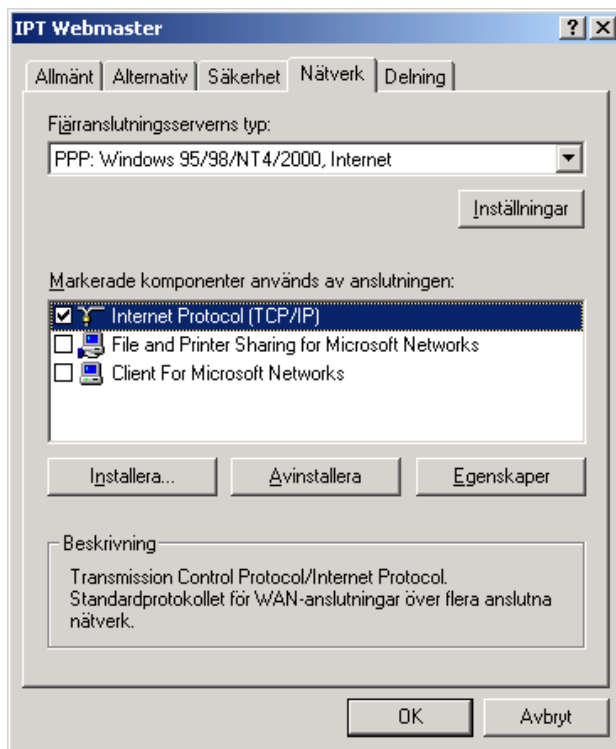 IPT Webmaster
Allmänt Alternativ Säkerhet Nätverk Delning
Fjärranslutningsserverns typ:
PPP: Windows 95/98/NT4/2000, Internet
Inställningar
Markerade komponenter används av anslutningen:
Internet Protocol (TCP/IP)
File and Printer Sharing for Microsoft Networks
Client For Microsoft Networks
Installera... Avinstallera Egenskaper
Beskrivning
Transmission Control Protocol/Internet Protocol.
Standardprotokollet för WAN-anslutningar över flera anslutna
nätverk.
OK Avbryt